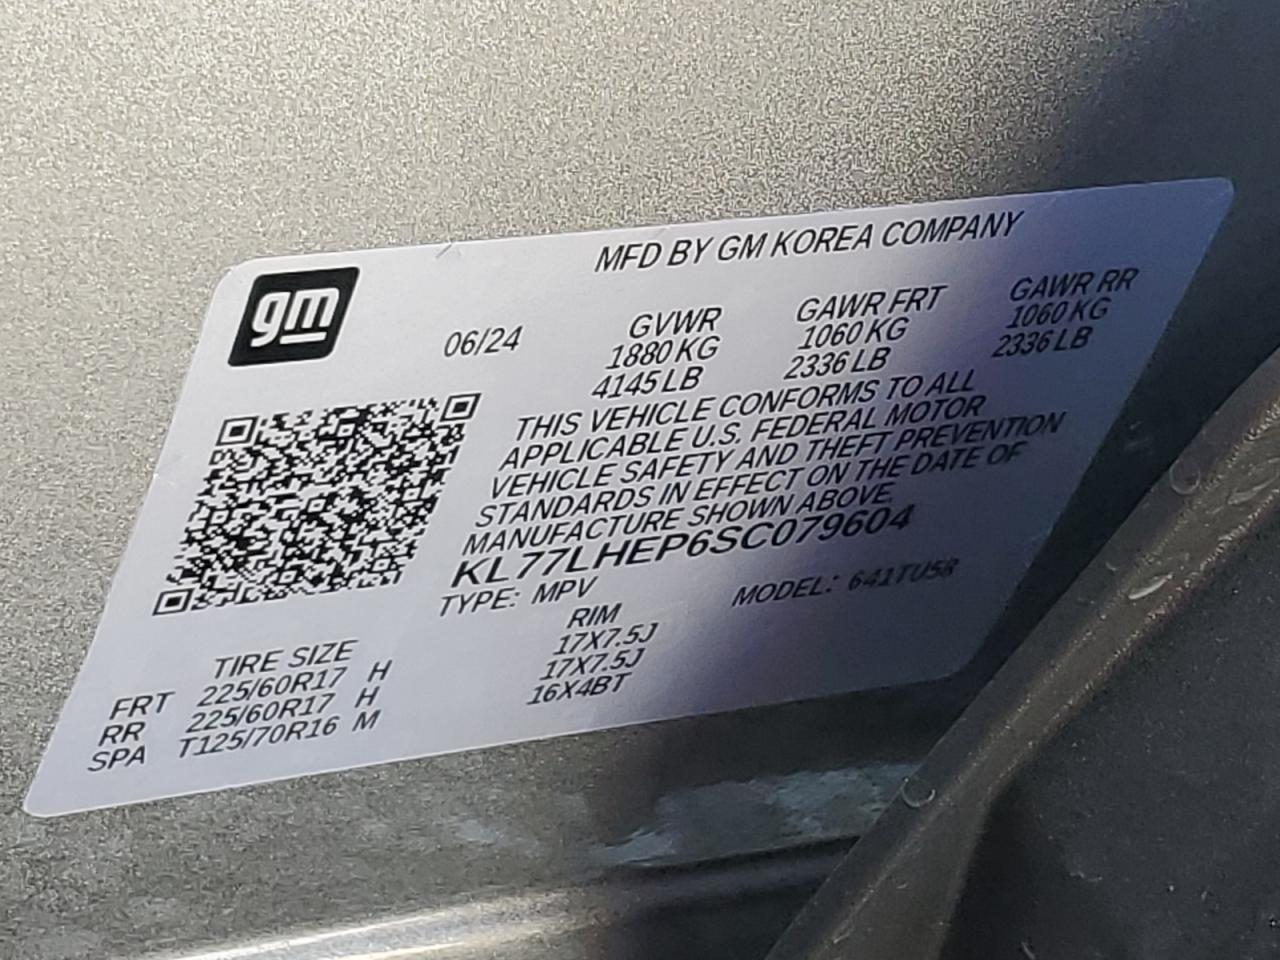 MFD BY GM KOREA COMPANY
gm
06/24
GVWR GAWR FRT GAWR RR
1880 KG 1060 KG 1060 KG
4145 LB 2336 LB 2336 LB
THIS VEHICLE CONFORMS TO ALL
APPLICABLE U.S. FEDERAL MOTOR
VEHICLE SAFETY AND THEFT PREVENTION
STANDARDS IN EFFECT ON THE DATE OF
MANUFACTURE SHOWN ABOVE.
KL77LHEP6SC079604
TYPE: MPV MODEL: 641TU58
TIRE SIZE RIM
FRT 225/60R17 H 17X7.5J
RR 225/60R17 H 17X7.5J
SPA T125/70R16 M 16X4BT